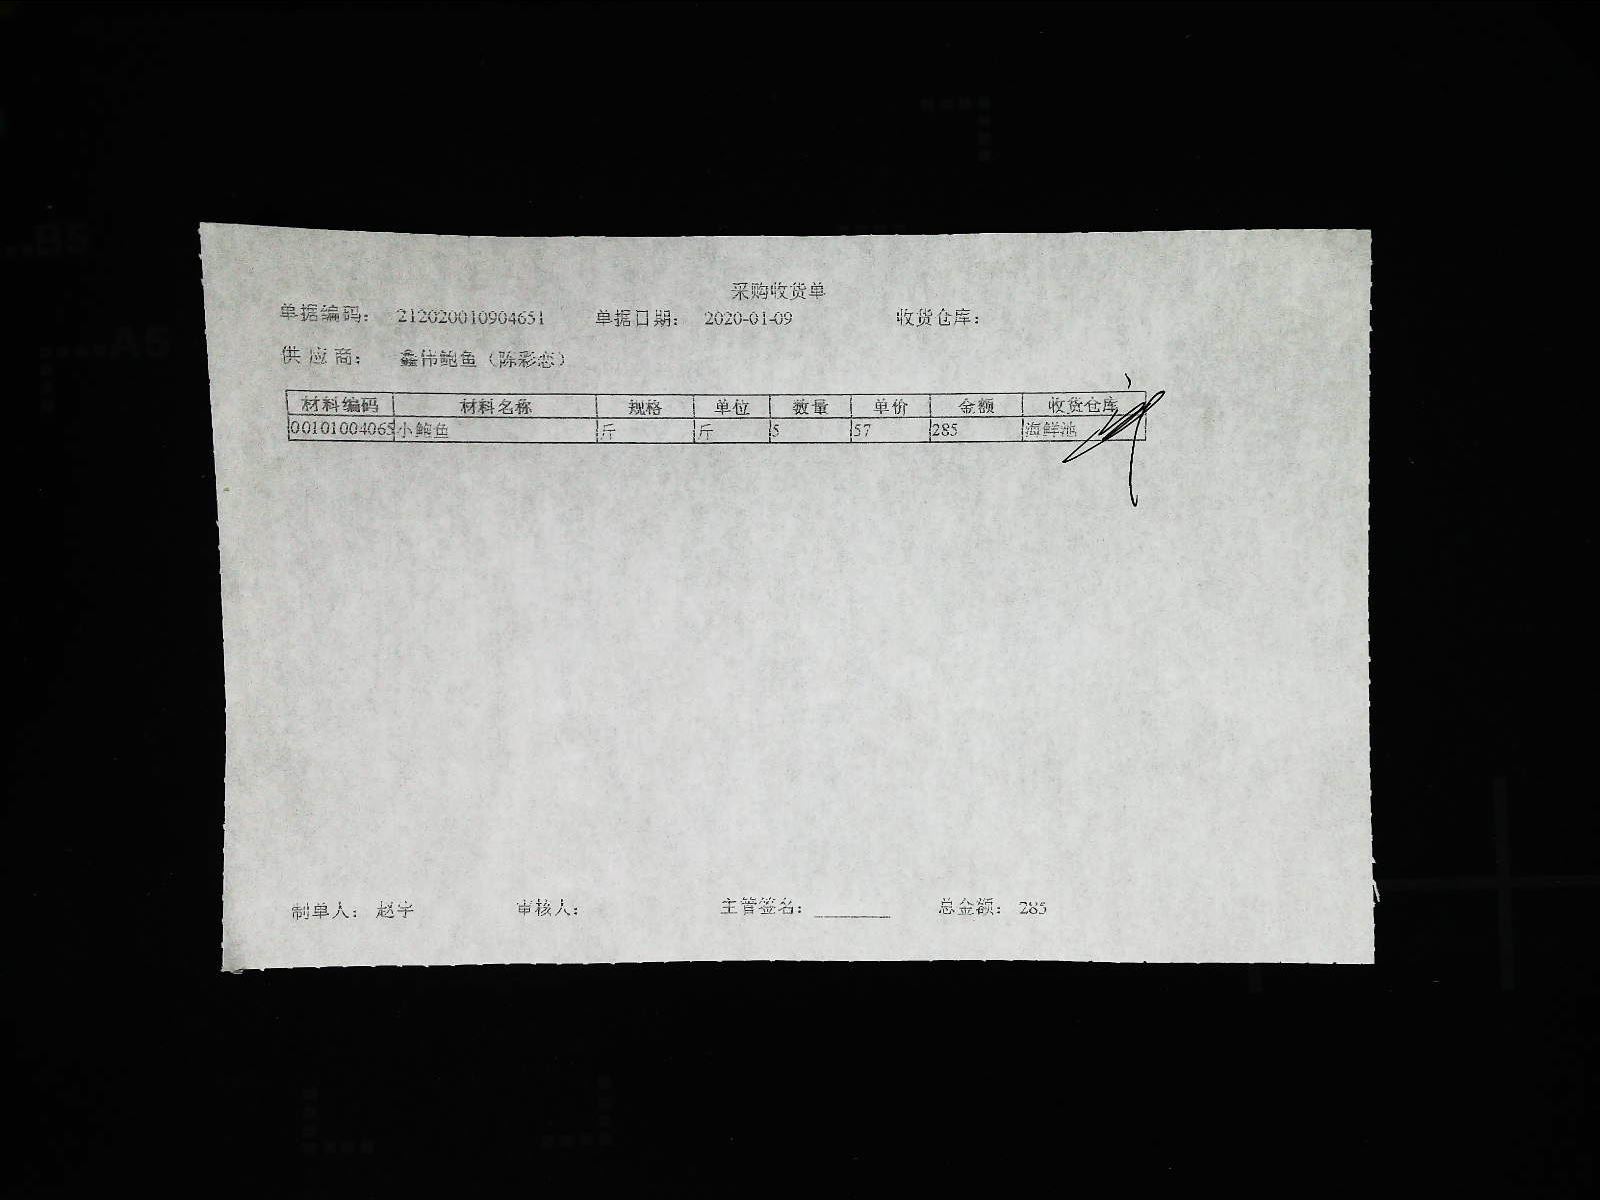 采购收货单
单据编码： 212020010904651 单据日期： 2020-01-09 收货仓库：
供应商： 鑫伟鲍鱼（陈彩恋）
材料编码 材料名称 规格 单位 数量 单价 金额 收货仓库
00101004065 小鲍鱼 斤 斤 5 57 285 海鲜池
制单人： 赵宇 审核人： 主管签名： 总金额： 285